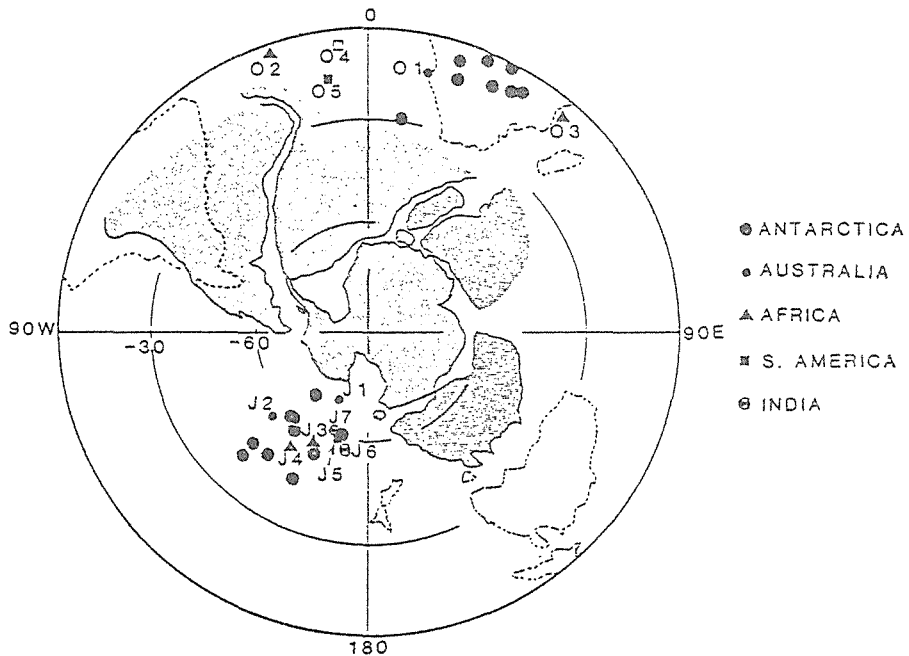 0
O2
O4
O5
O1
O3
90W
-30
-60
90E
J1
J2
J7
J3
J4
J6
J5
180
ANTARCTICA
AUSTRALIA
AFRICA
S. AMERICA
INDIA